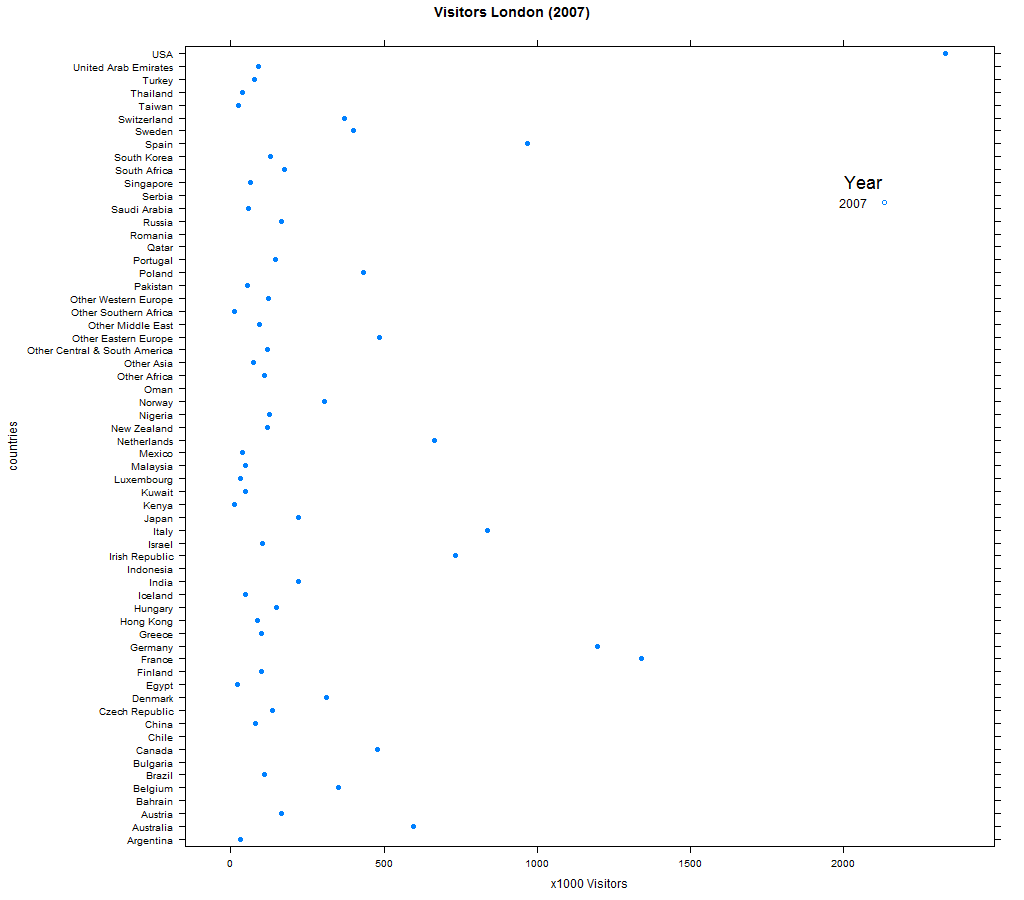 Visitors London (2007)
USA
United Arab Emirates
Turkey
Thailand
Taiwan
Switzerland
Sweden
Spain
South Korea
South Africa
Singapore
Serbia
Saudi Arabia
Russia
Romania
Qatar
Portugal
Poland
Pakistan
Other Western Europe
Other Southern Africa
Other Middle East
Other Eastern Europe
Other Central & South America
Other Asia
Other Africa
Oman
Norway
Nigeria
New Zealand
Netherlands
Mexico
Malaysia
Luxembourg
Kuwait
Kenya
Japan
Italy
Israel
Irish Republic
Indonesia
India
Iceland
Hungary
Hong Kong
Greece
Germany
France
Finland
Egypt
Denmark
Czech Republic
China
Chile
Canada
Bulgaria
Brazil
Belgium
Bahrain
Austria
Australia
Argentina
countries
Year
2007
0 500 1000 1500 2000
x1000 Visitors